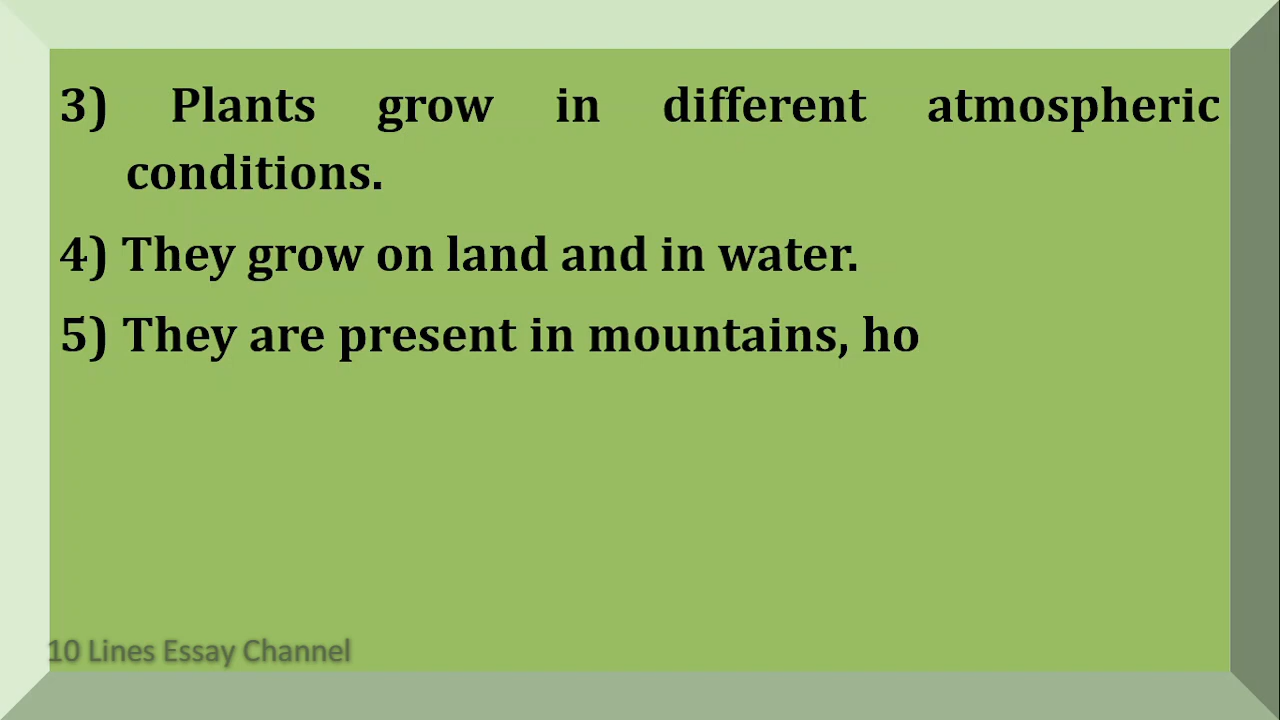 3) Plants grow in different atmospheric
conditions.
4) They grow on land and in water.
5) They are present in mountains, ho
10 Lines Essay Channel